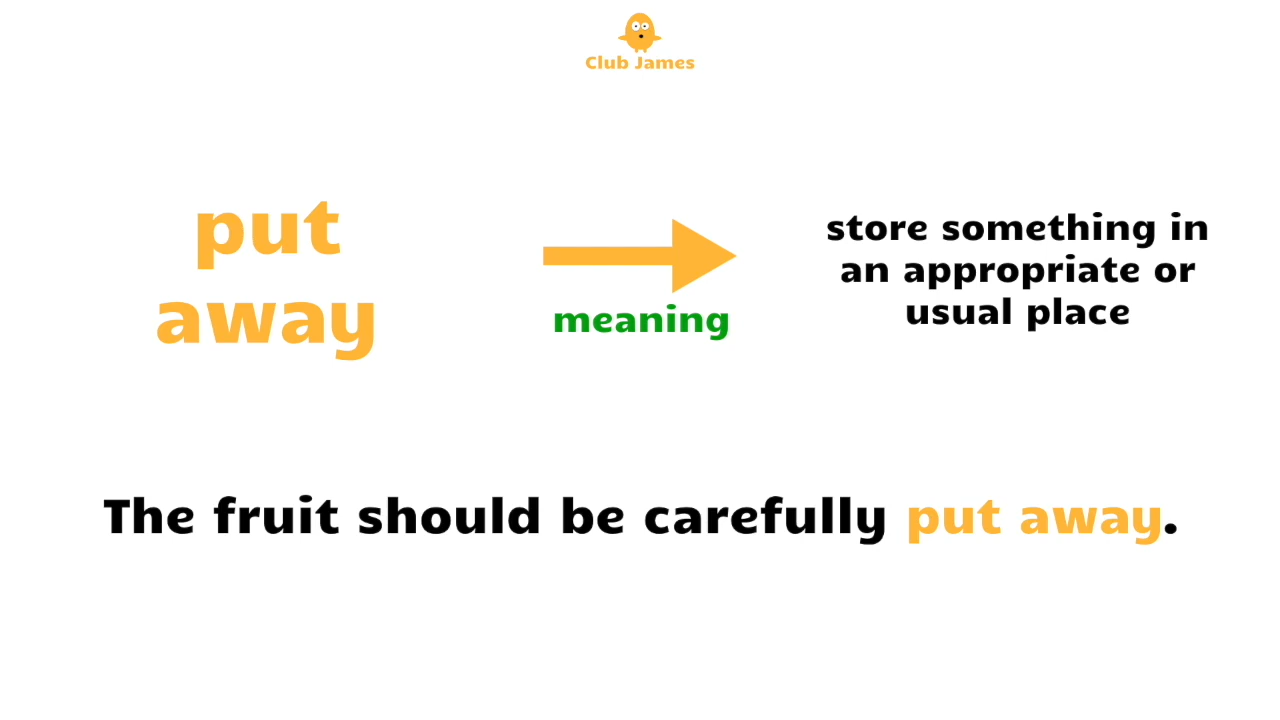 Club James
put
away
meaning
store something in
an appropriate or
usual place
The fruit should be carefully put away.